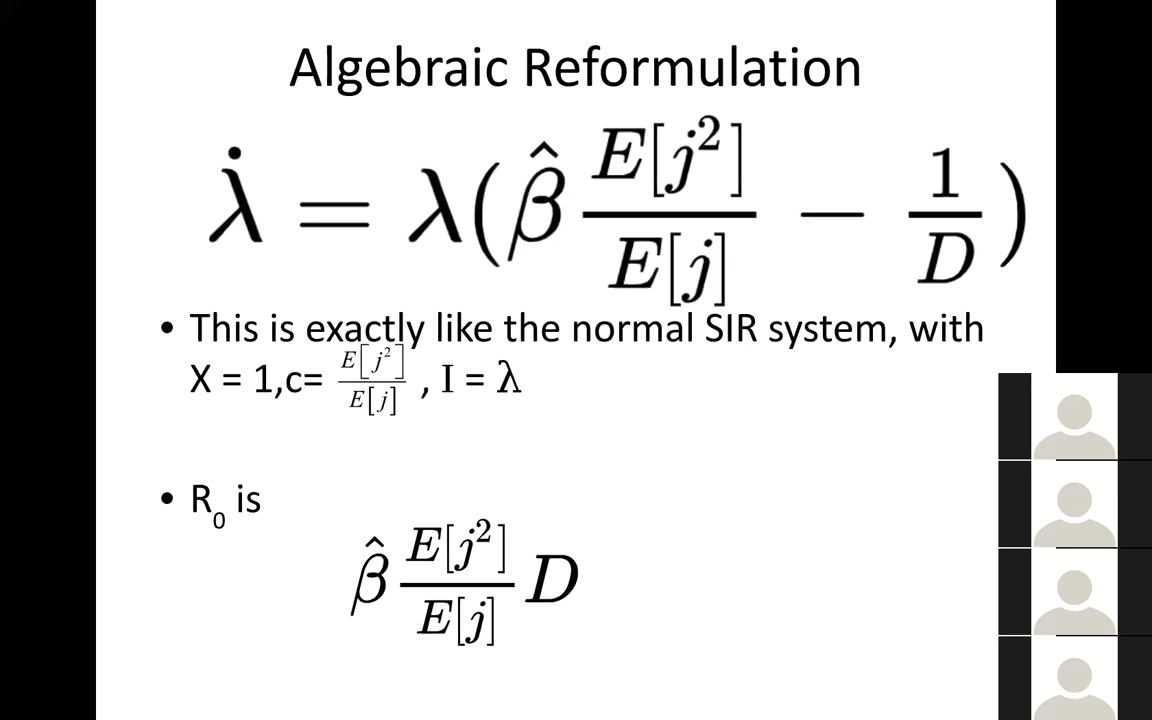 Algebraic Reformulation
λ̇ = λ(β̂ E[j²]/E[j] − 1/D)
• This is exactly like the normal SIR system, with
X = 1,c= E[j²]/E[j] , I = λ
• R₀ is
β̂ E[j²]/E[j] D